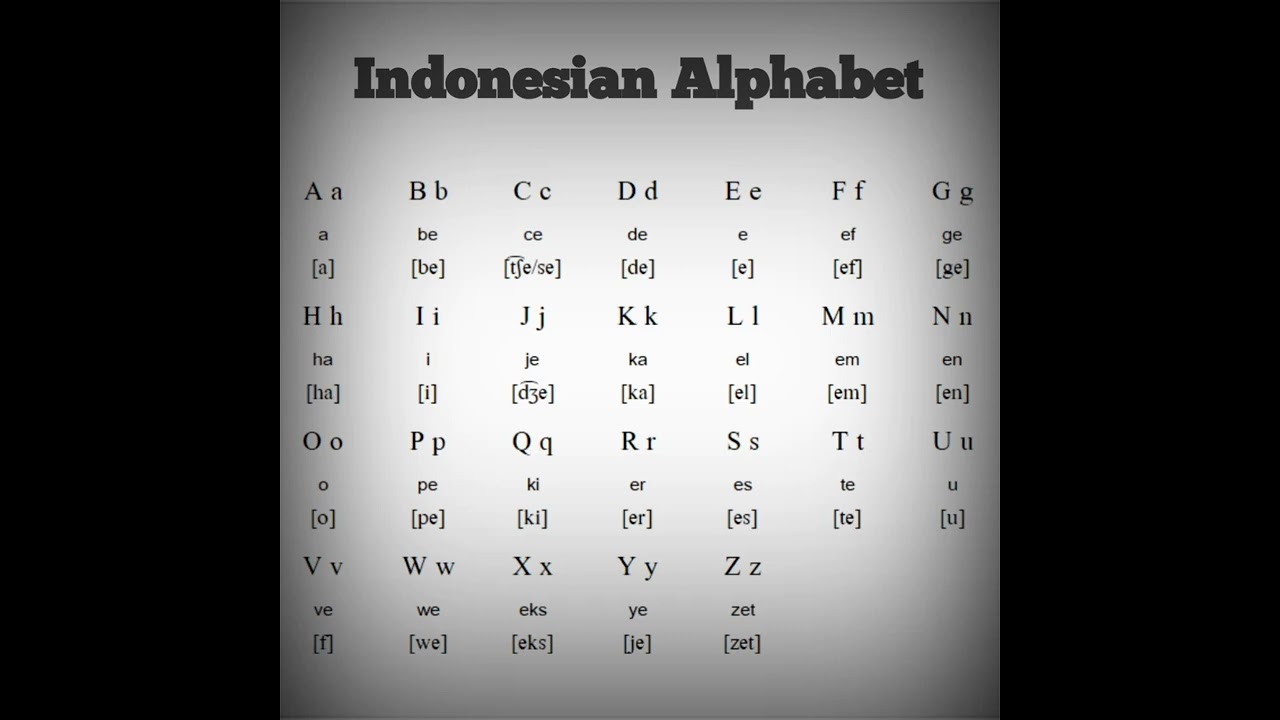 Indonesian Alphabet
A a B b C c D d E e F f G g
a be ce de e ef ge
[a] [be] [t͡ʃe/se] [de] [e] [ef] [ge]
H h I i J j K k L l M m N n
ha i je ka el em en
[ha] [i] [d͡ʒe] [ka] [el] [em] [en]
O o P p Q q R r S s T t U u
o pe ki er es te u
[o] [pe] [ki] [er] [es] [te] [u]
V v W w X x Y y Z z
ve we eks ye zet
[f] [we] [eks] [je] [zet]